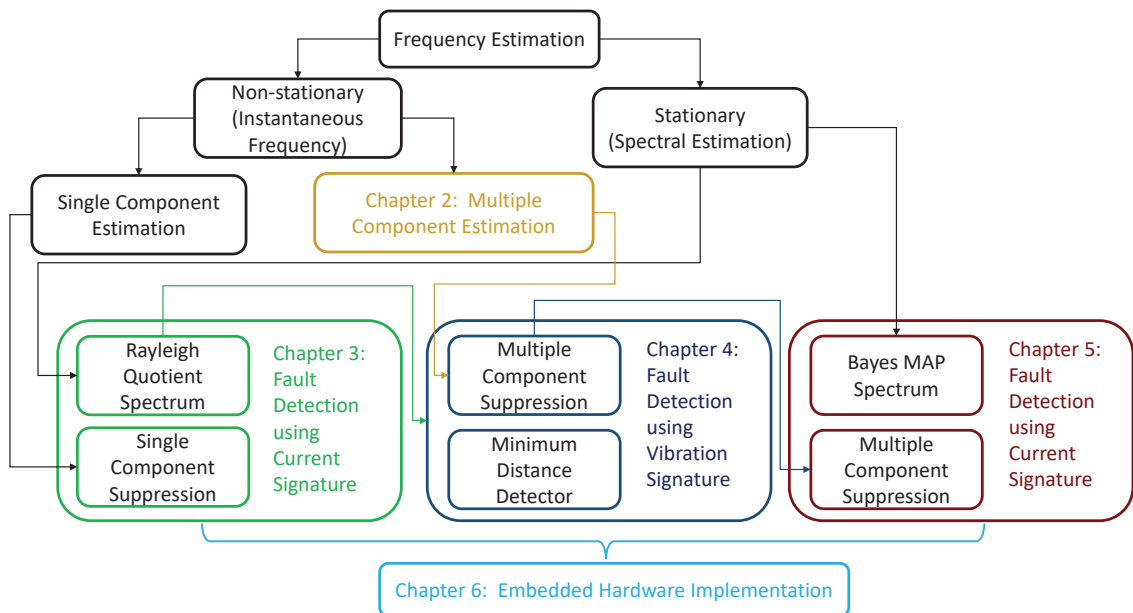 Frequency Estimation
Non-stationary
(Instantaneous
Frequency)
Stationary
(Spectral Estimation)
Single Component
Estimation
Chapter 2: Multiple
Component Estimation
Rayleigh
Quotient
Spectrum
Single
Component
Suppression
Chapter 3:
Fault
Detection
using
Current
Signature
Multiple
Component
Suppression
Minimum
Distance
Detector
Chapter 4:
Fault
Detection
using
Vibration
Signature
Bayes MAP
Spectrum
Multiple
Component
Suppression
Chapter 5:
Fault
Detection
using
Current
Signature
Chapter 6: Embedded Hardware Implementation